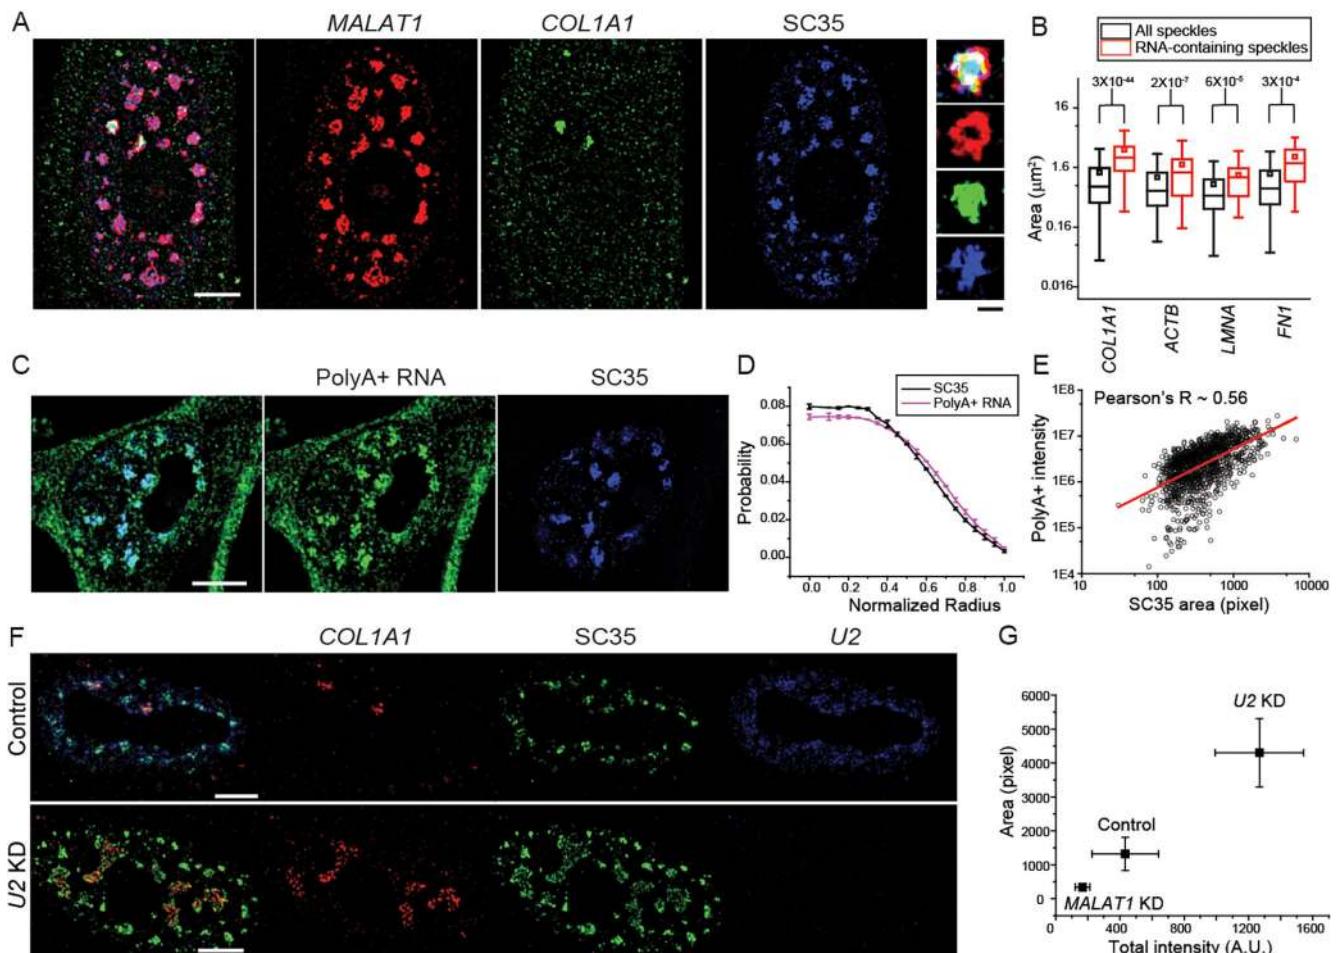 A
MALAT1
COL1A1
SC35
B
All speckles
RNA-containing speckles
3X10-44
2X10-7
6X10-5
3X10-4
16
1.6
0.16
0.016
Area (μm²)
COL1A1
ACTB
LMNA
FN1
C
PolyA+ RNA
SC35
D
SC35
PolyA+ RNA
0.08
0.06
0.04
0.02
0.00
Probability
0.0 0.2 0.4 0.6 0.8 1.0
Normalized Radius
E
Pearson's R ~ 0.56
1E8
1E7
1E6
1E5
1E4
PolyA+ intensity
10 100 1000 10000
SC35 area (pixel)
F
COL1A1
SC35
U2
Control
U2 KD
G
6000
5000
4000
3000
2000
1000
0
Area (pixel)
U2 KD
Control
MALAT1 KD
0 400 800 1200 1600
Total intensity (A.U.)